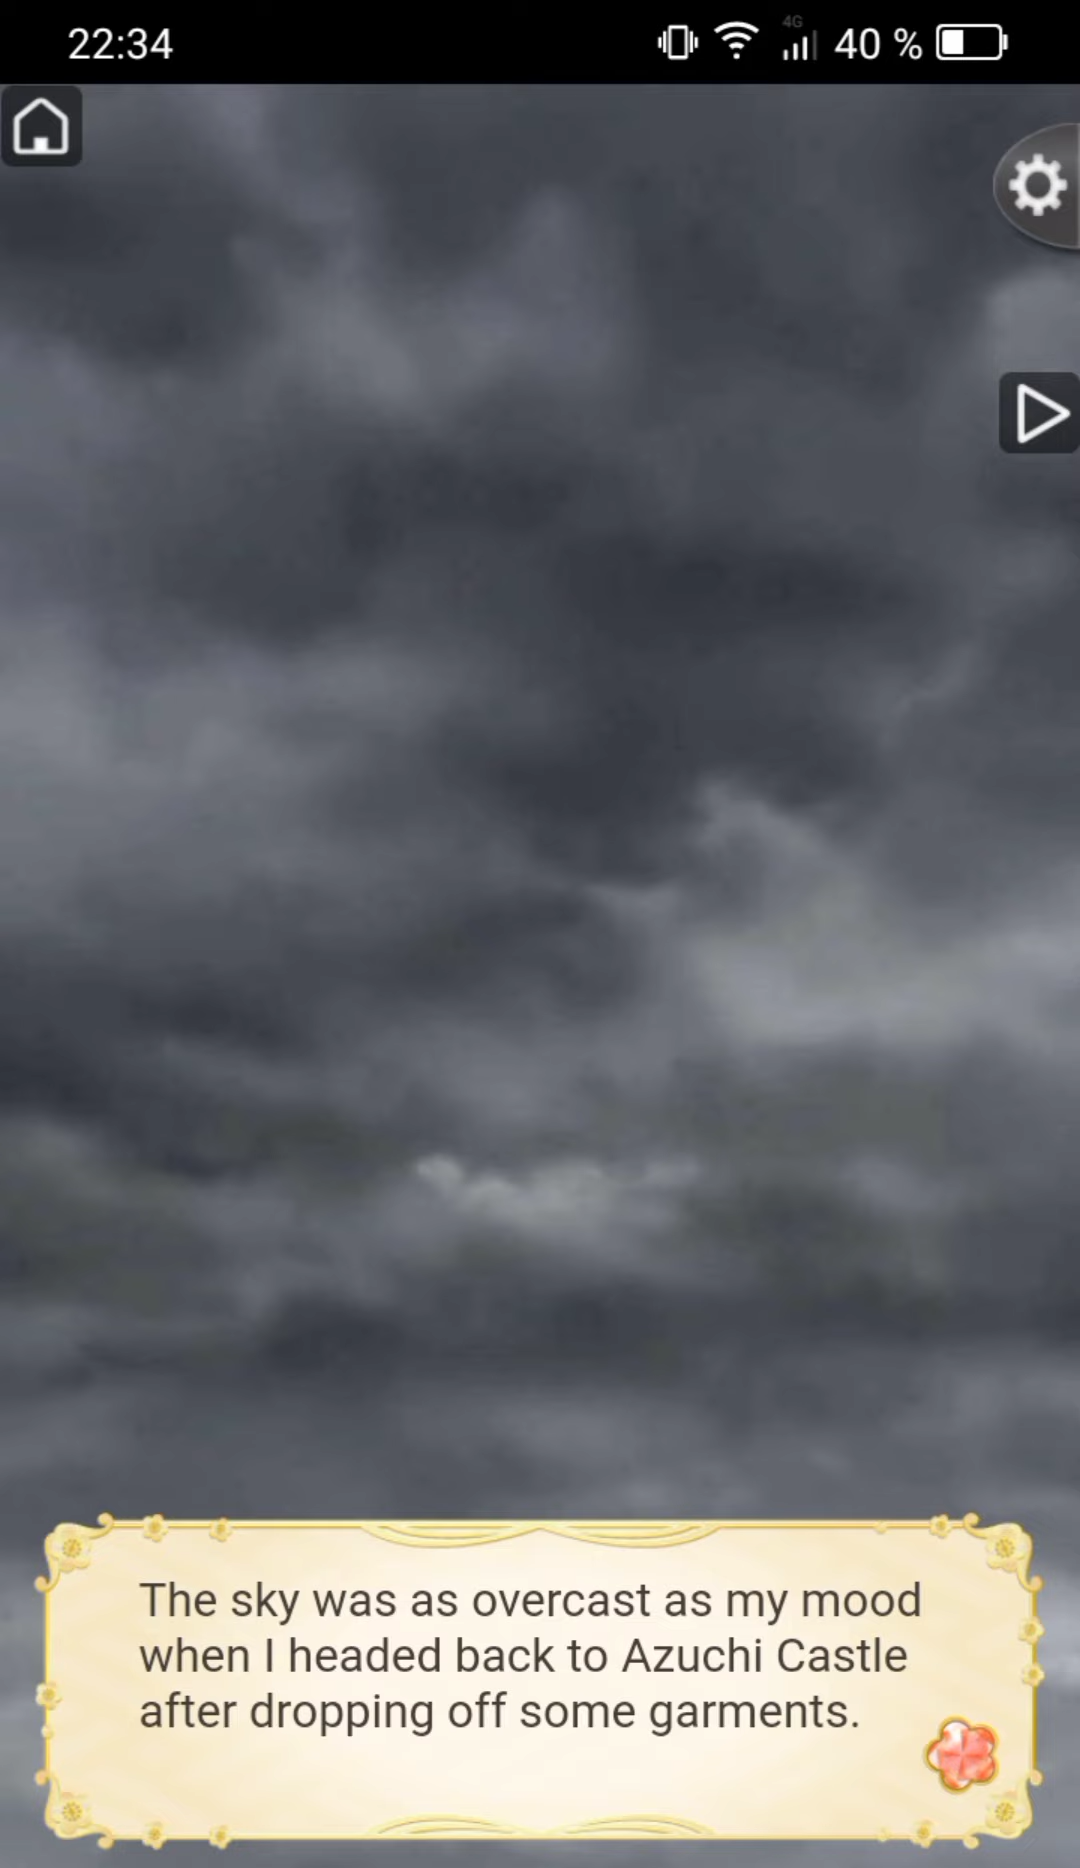 22:34
4G
40 %
The sky was as overcast as my mood
when I headed back to Azuchi Castle
after dropping off some garments.